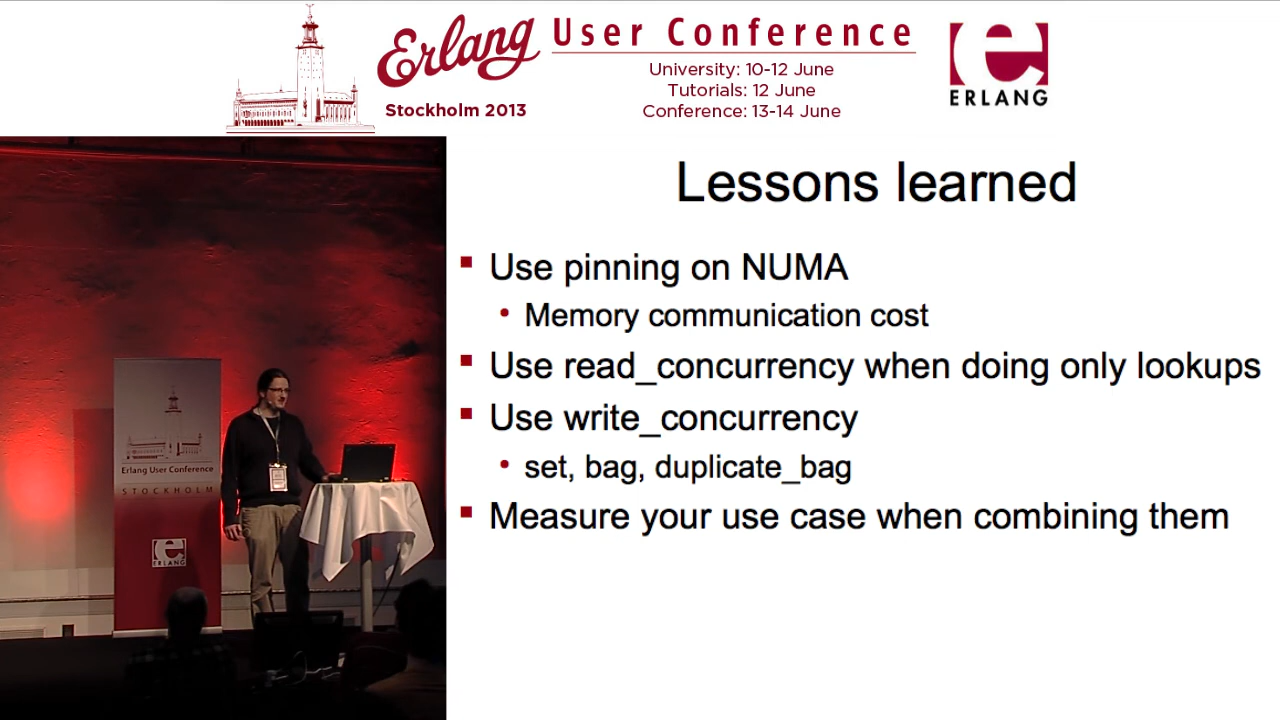 Erlang
Stockholm 2013
User Conference
University: 10-12 June
Tutorials: 12 June
Conference: 13-14 June
e
ERLANG
Lessons learned
Use pinning on NUMA
Memory communication cost
Use read_concurrency when doing only lookups
Use write_concurrency
set, bag, duplicate_bag
Measure your use case when combining them
Erlang User Conference
STOCKHOLM
e
ERLANG